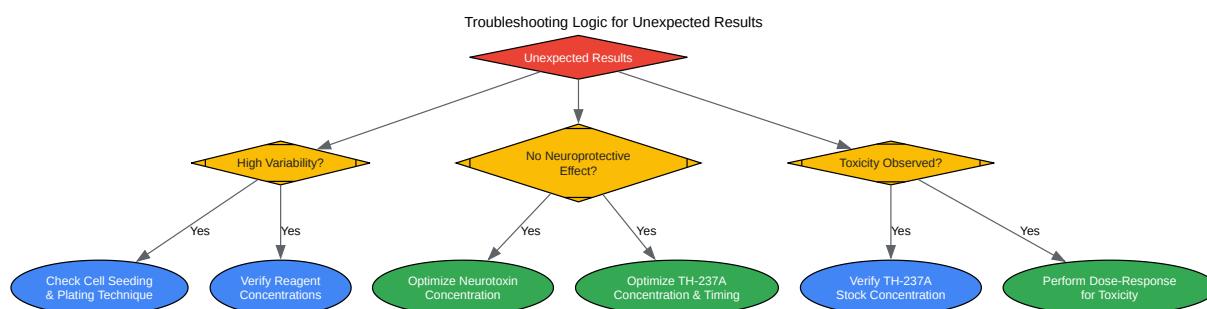 Troubleshooting Logic for Unexpected Results
Unexpected Results
High Variability?
No Neuroprotective
Effect?
Toxicity Observed?
Yes
Yes
Yes
Yes
Yes
Yes
Check Cell Seeding
& Plating Technique
Verify Reagent
Concentrations
Optimize Neurotoxin
Concentration
Optimize TH-237A
Concentration & Timing
Verify TH-237A
Stock Concentration
Perform Dose-Response
for Toxicity